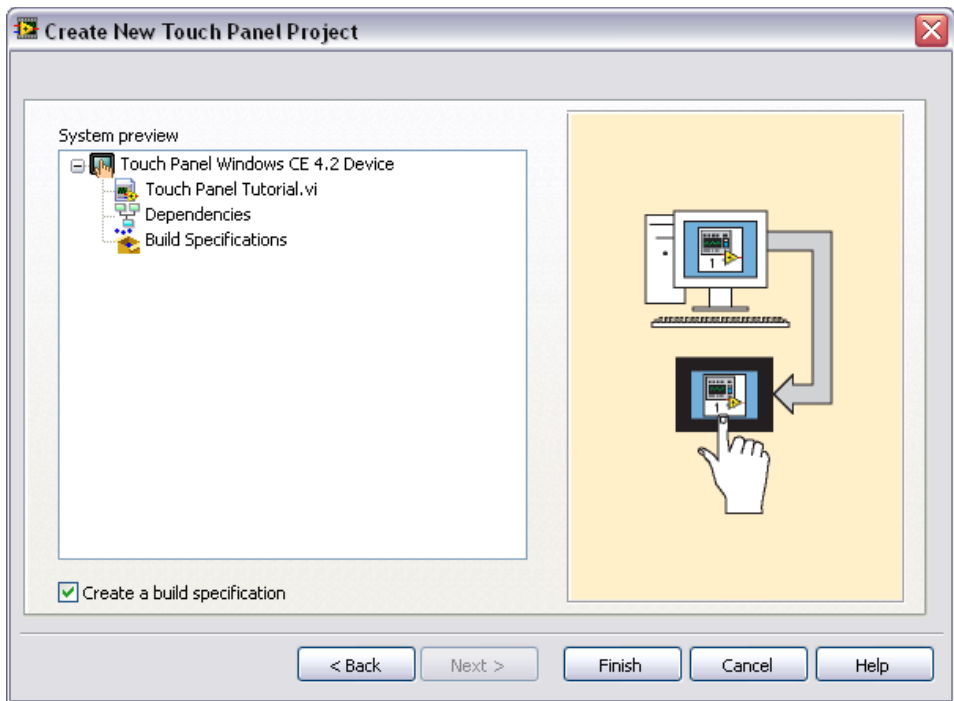 Create New Touch Panel Project
System preview
Touch Panel Windows CE 4.2 Device
Touch Panel Tutorial.vi
Dependencies
Build Specifications
1
1
Create a build specification
< Back
Next >
Finish
Cancel
Help